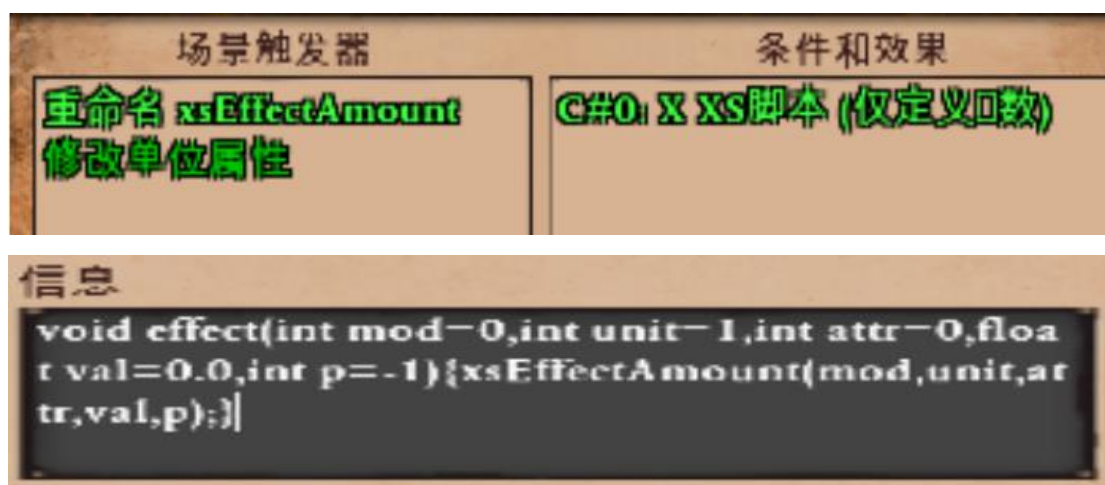 场景触发器
条件和效果
重命名 xsEffectAmount
修改单位属性
C#0: X XS脚本 (仅定义▯数)
信息
void effect(int mod=0,int unit=1,int attr=0,floa
t val=0.0,int p=-1){xsEffectAmount(mod,unit,at
tr,val,p);}